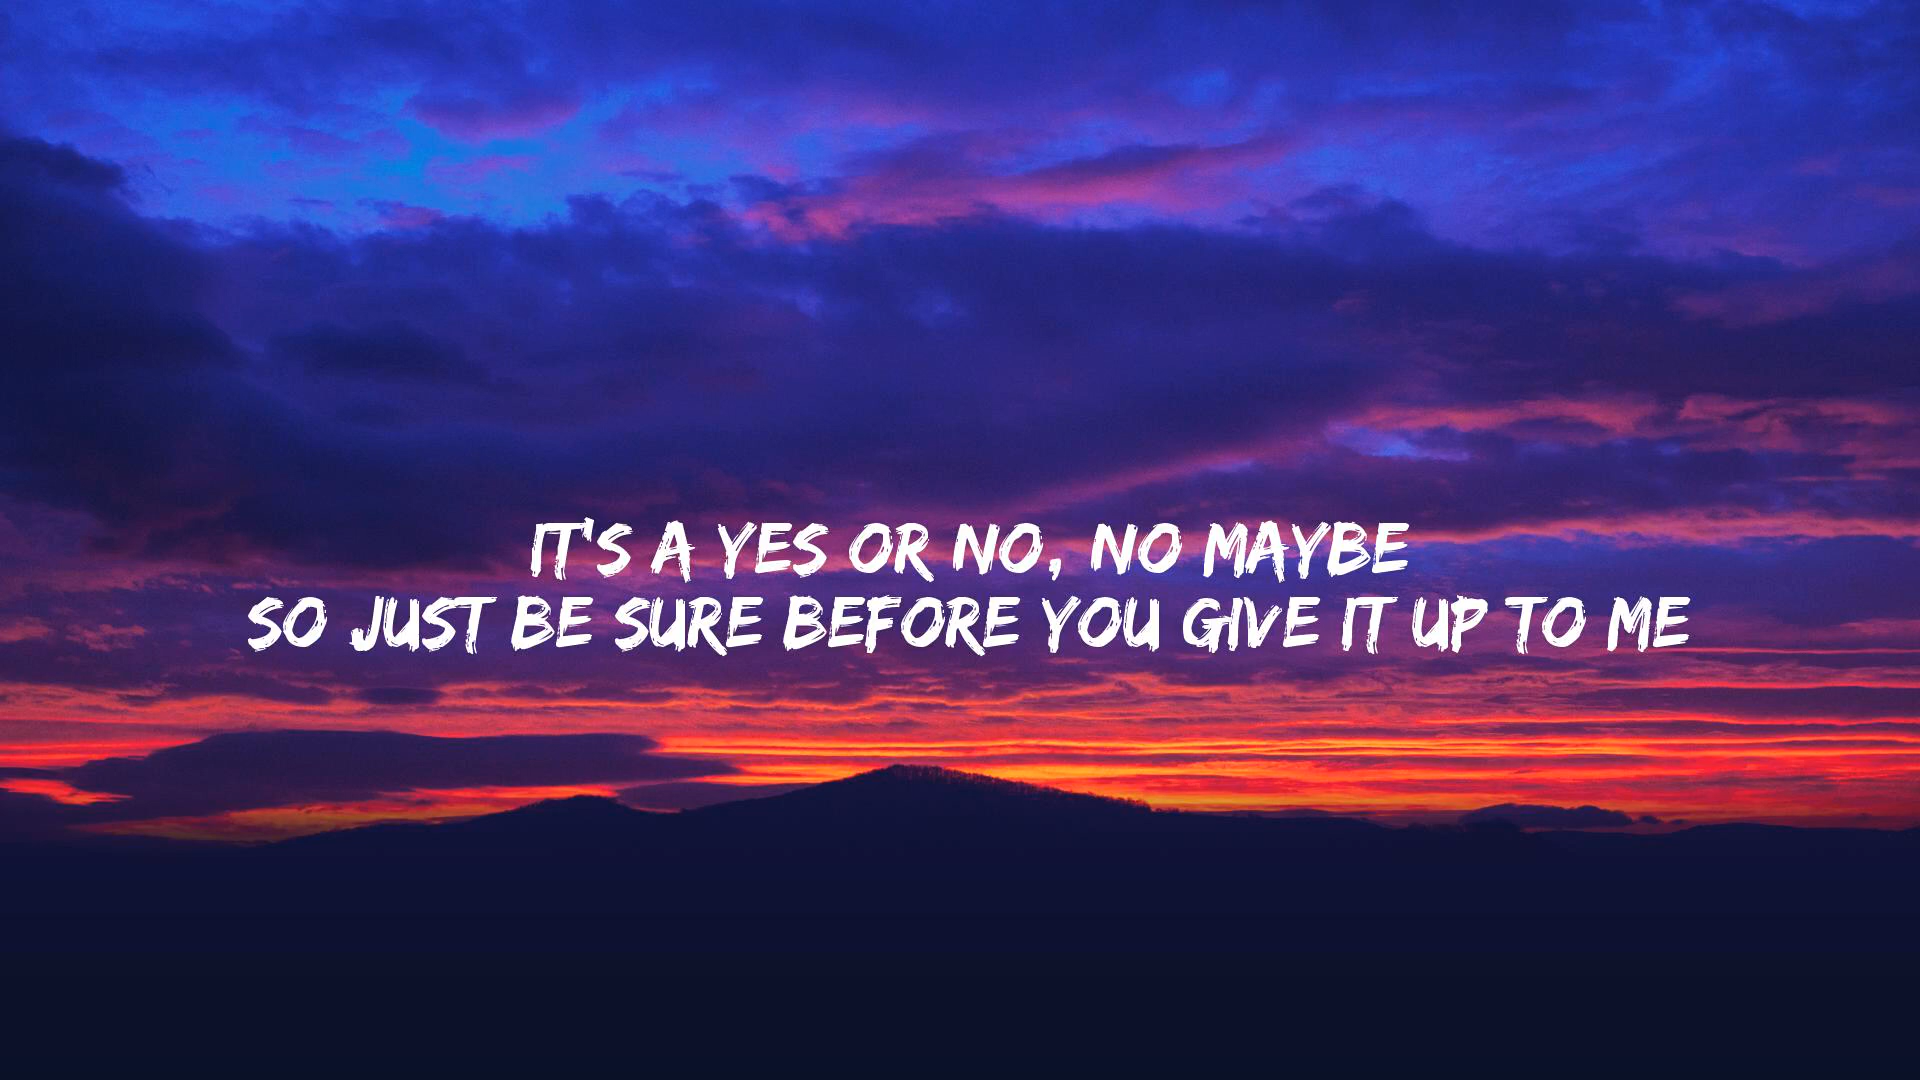 IT'S A YES OR NO, NO MAYBE
SO JUST BE SURE BEFORE YOU GIVE IT UP TO ME